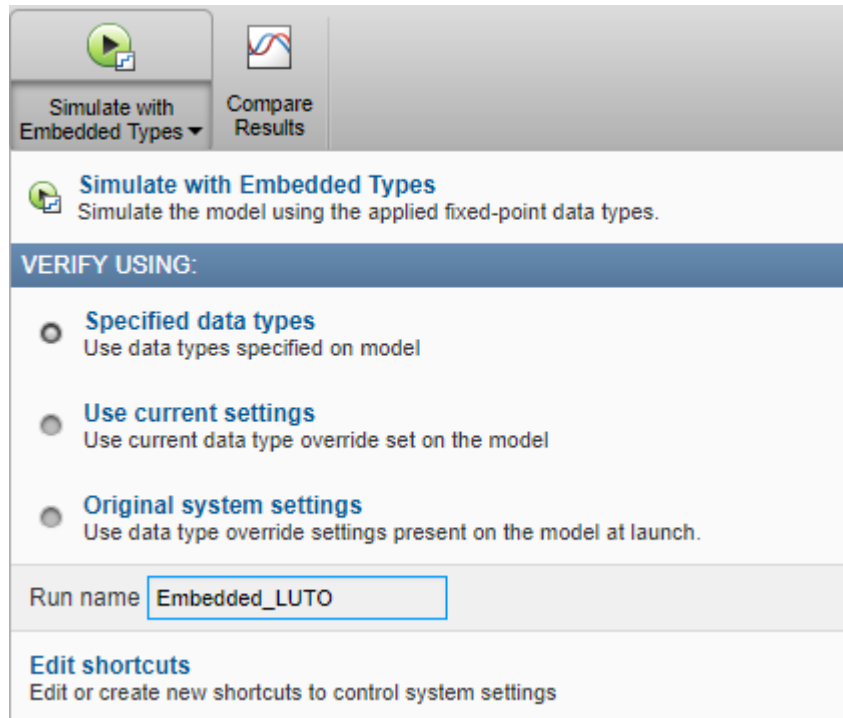 Simulate with
Embedded Types
Compare
Results
Simulate with Embedded Types
Simulate the model using the applied fixed-point data types.
VERIFY USING:
Specified data types
Use data types specified on model
Use current settings
Use current data type override set on the model
Original system settings
Use data type override settings present on the model at launch.
Run name Embedded_LUTO
Edit shortcuts
Edit or create new shortcuts to control system settings